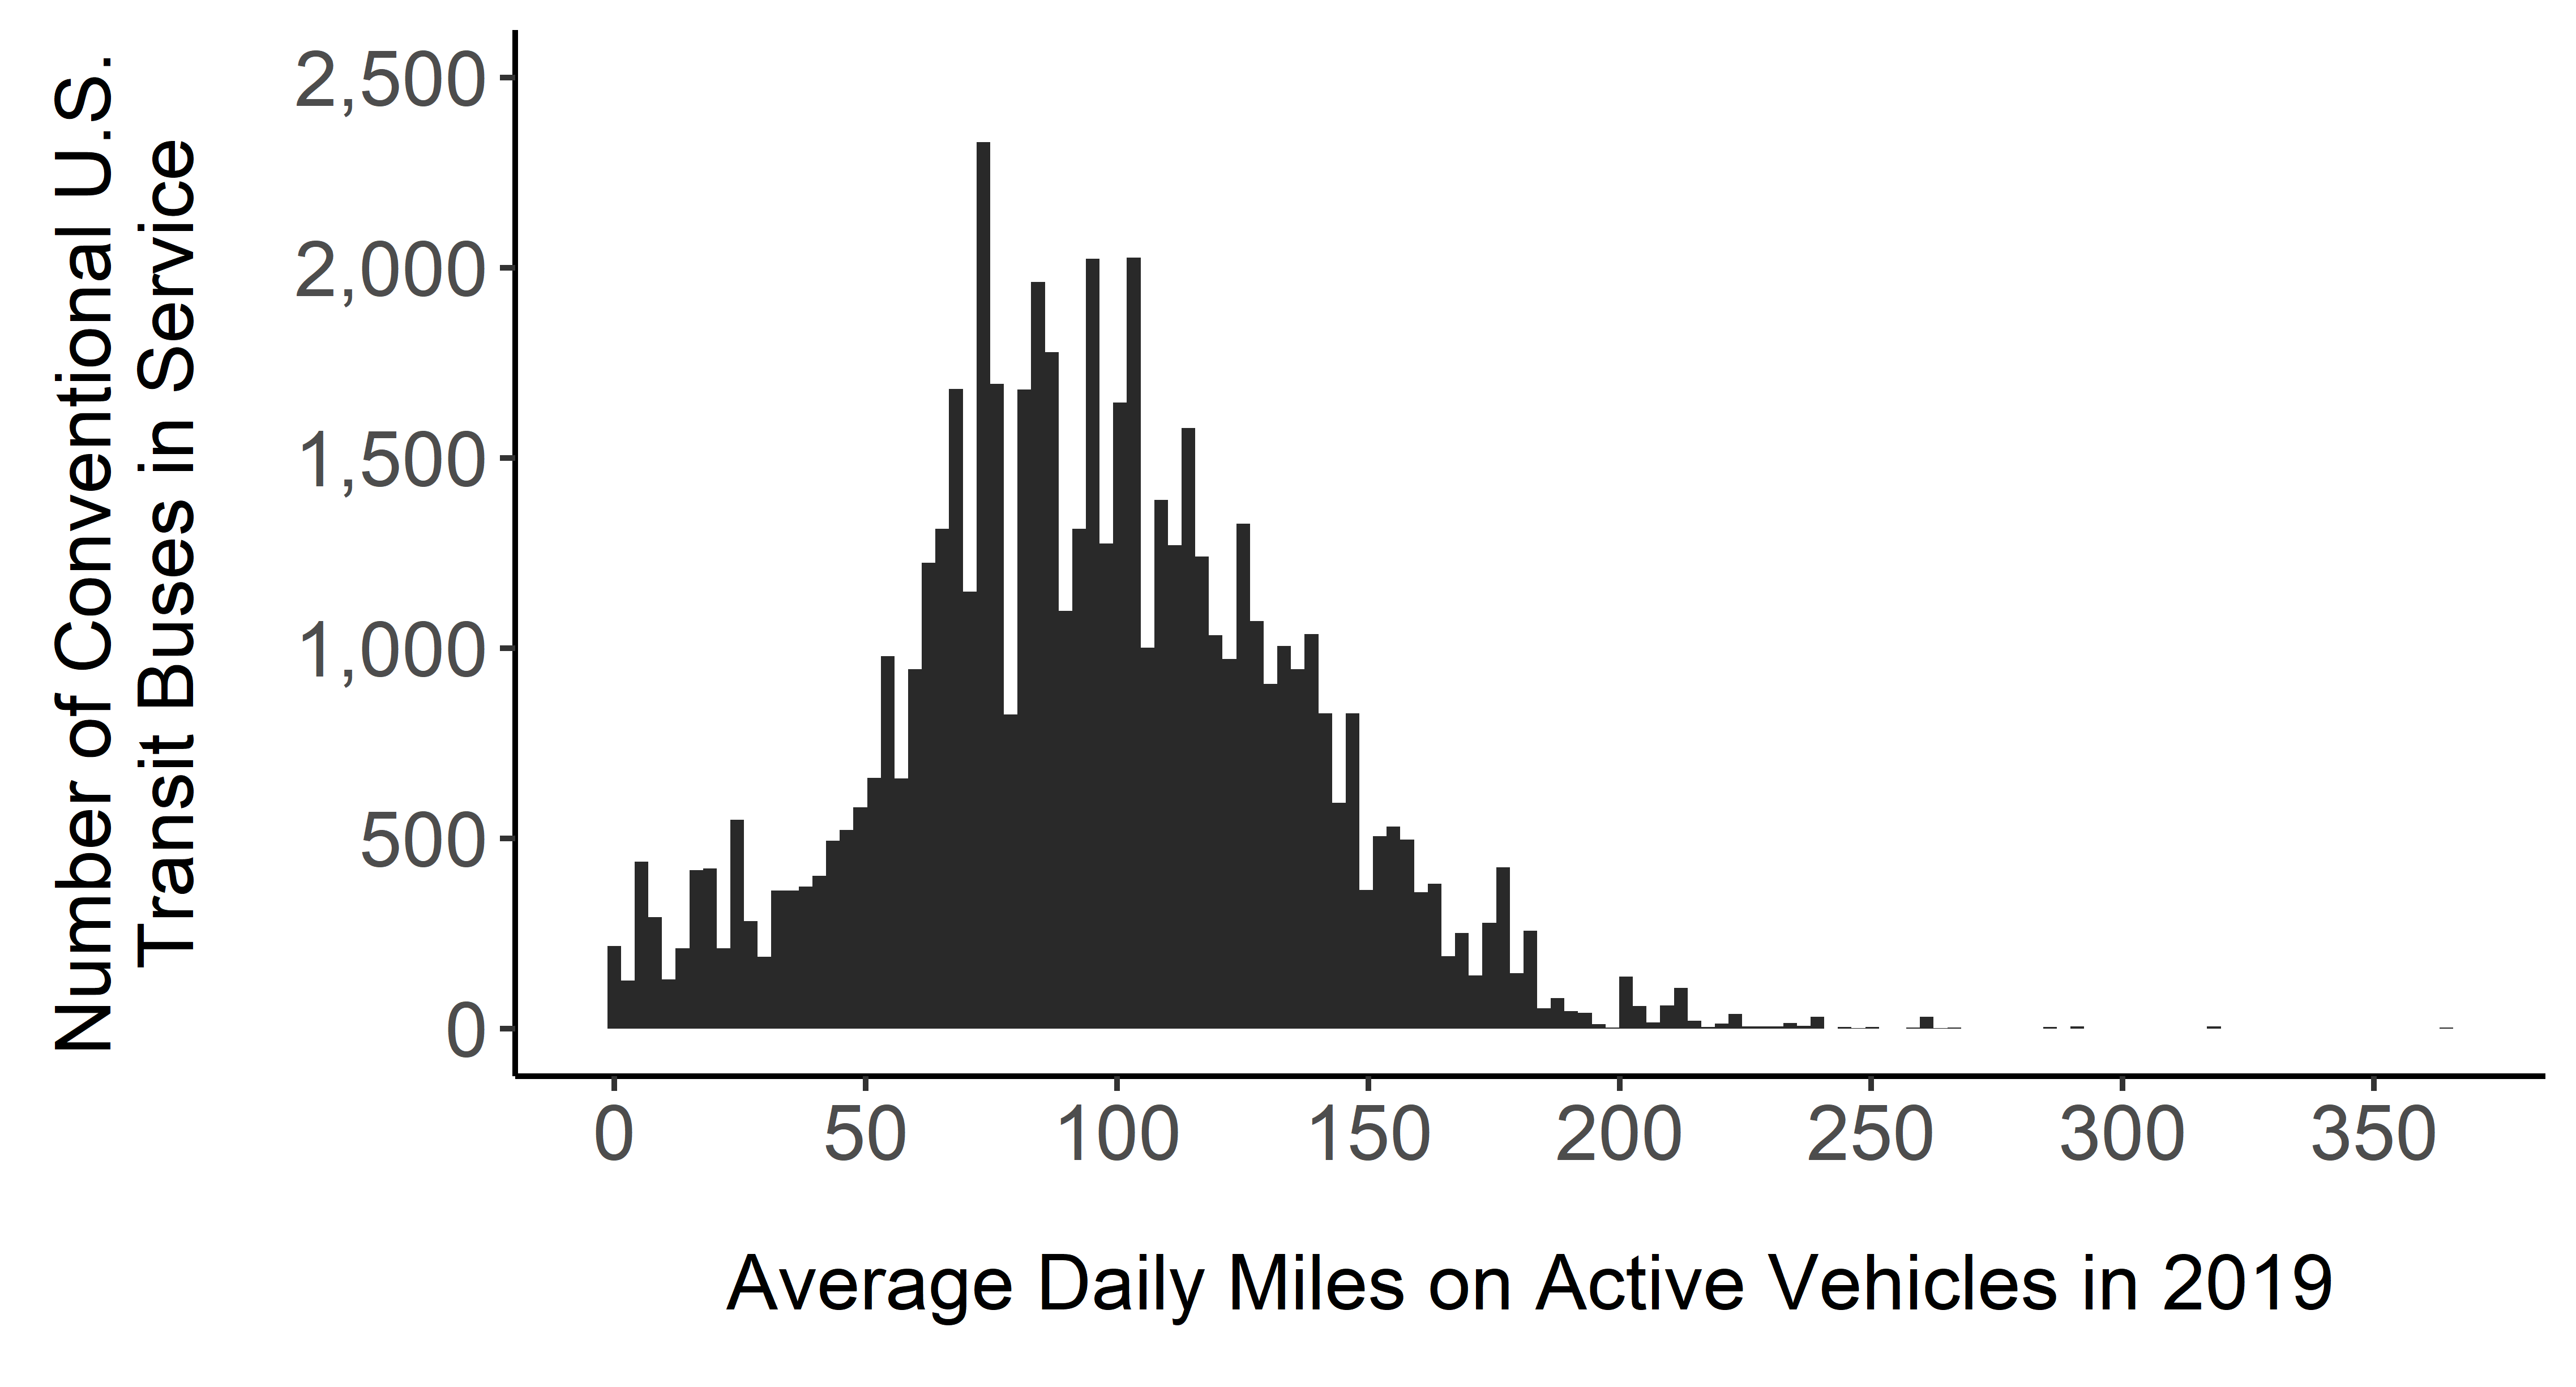 Number of Conventional U.S.
Transit Buses in Service
2,500
2,000
1,500
1,000
500
0
0 50 100 150 200 250 300 350
Average Daily Miles on Active Vehicles in 2019